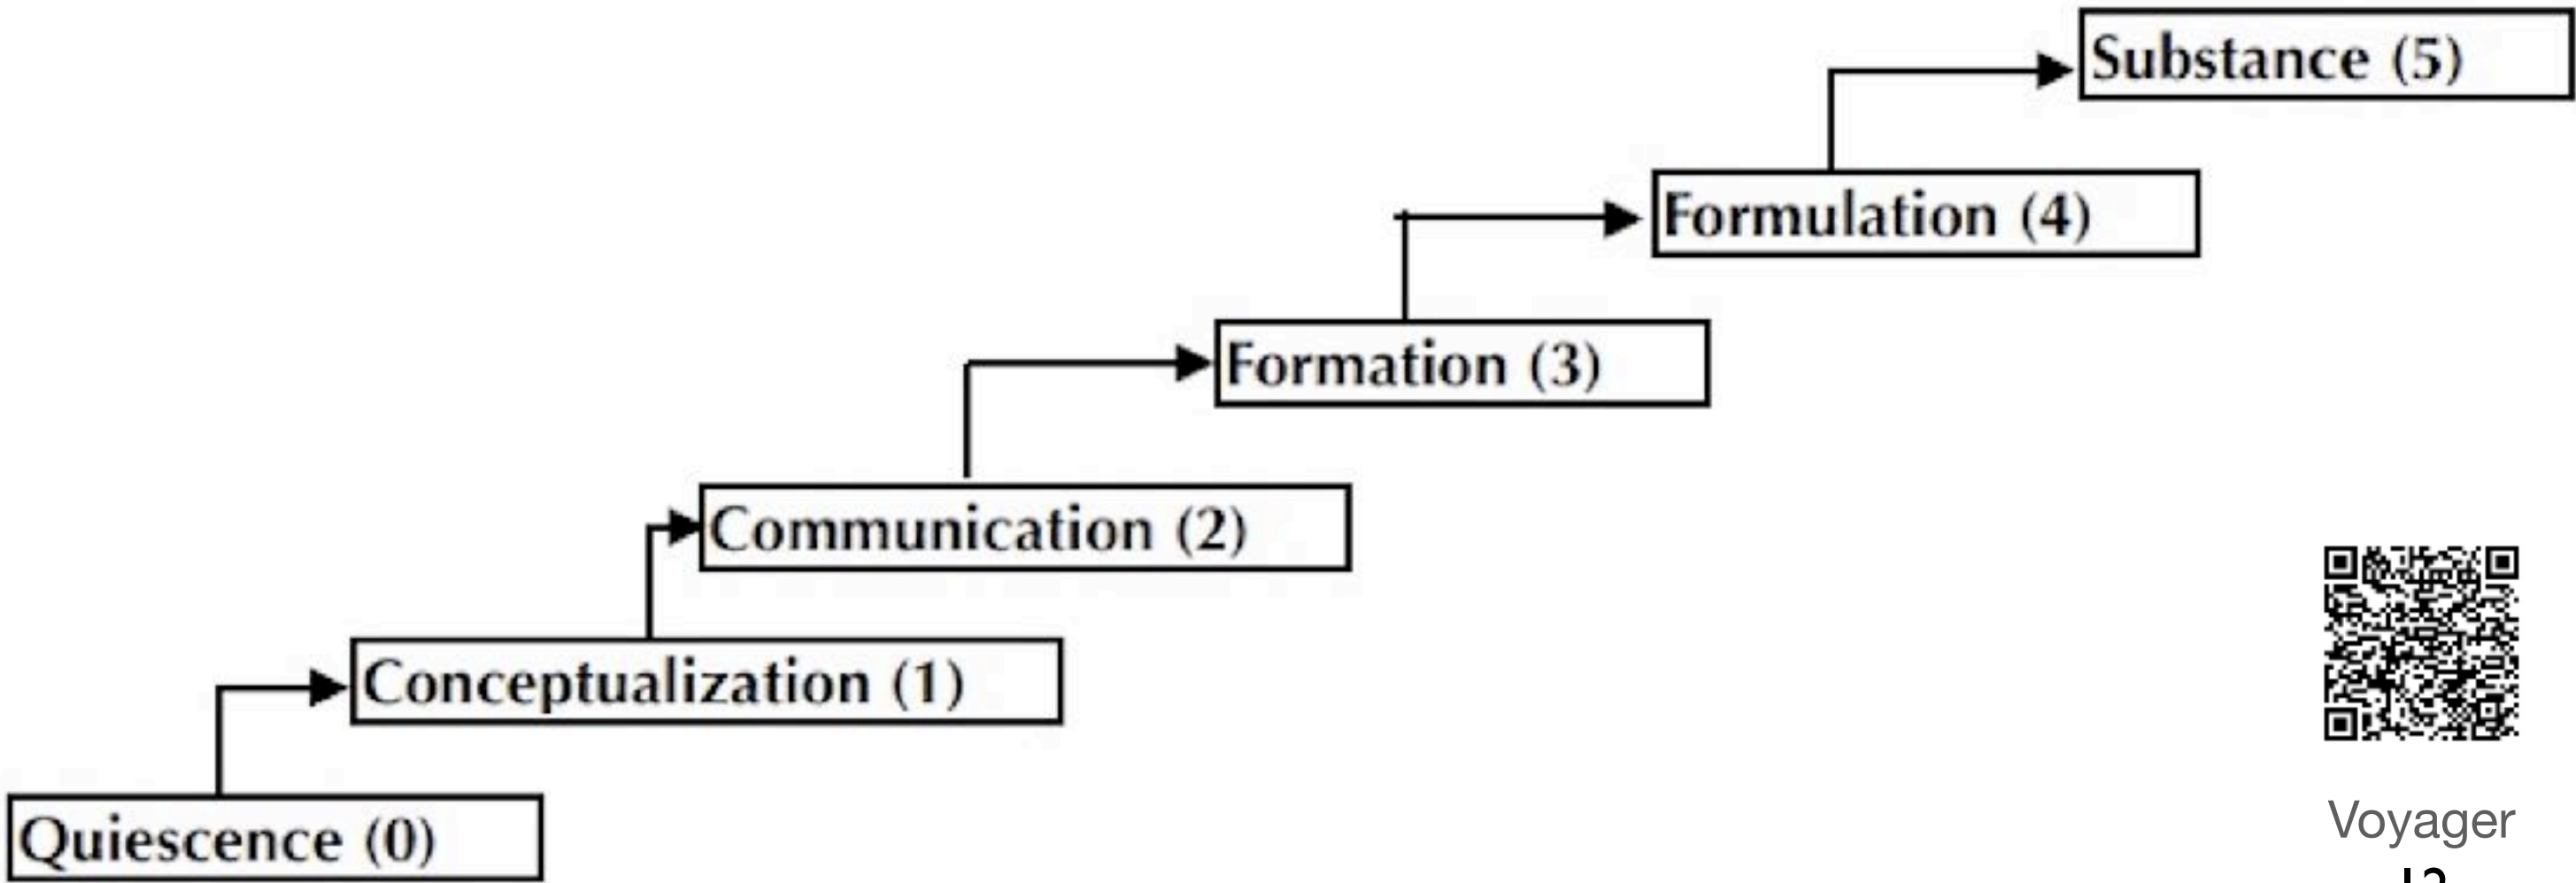 Substance (5)
Formulation (4)
Formation (3)
Communication (2)
Conceptualization (1)
Quiescence (0)
Voyager